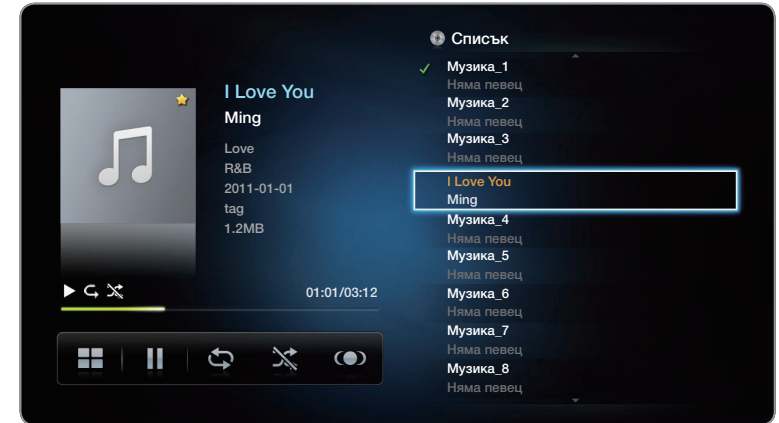 I Love You
Ming
Love
R&B
2011-01-01
tag
1.2MB
01:01/03:12
Списък
Музика_1
Няма певец
Музика_2
Няма певец
Музика_3
Няма певец
I Love You
Ming
Музика_4
Няма певец
Музика_5
Няма певец
Музика_6
Няма певец
Музика_7
Няма певец
Музика_8
Няма певец